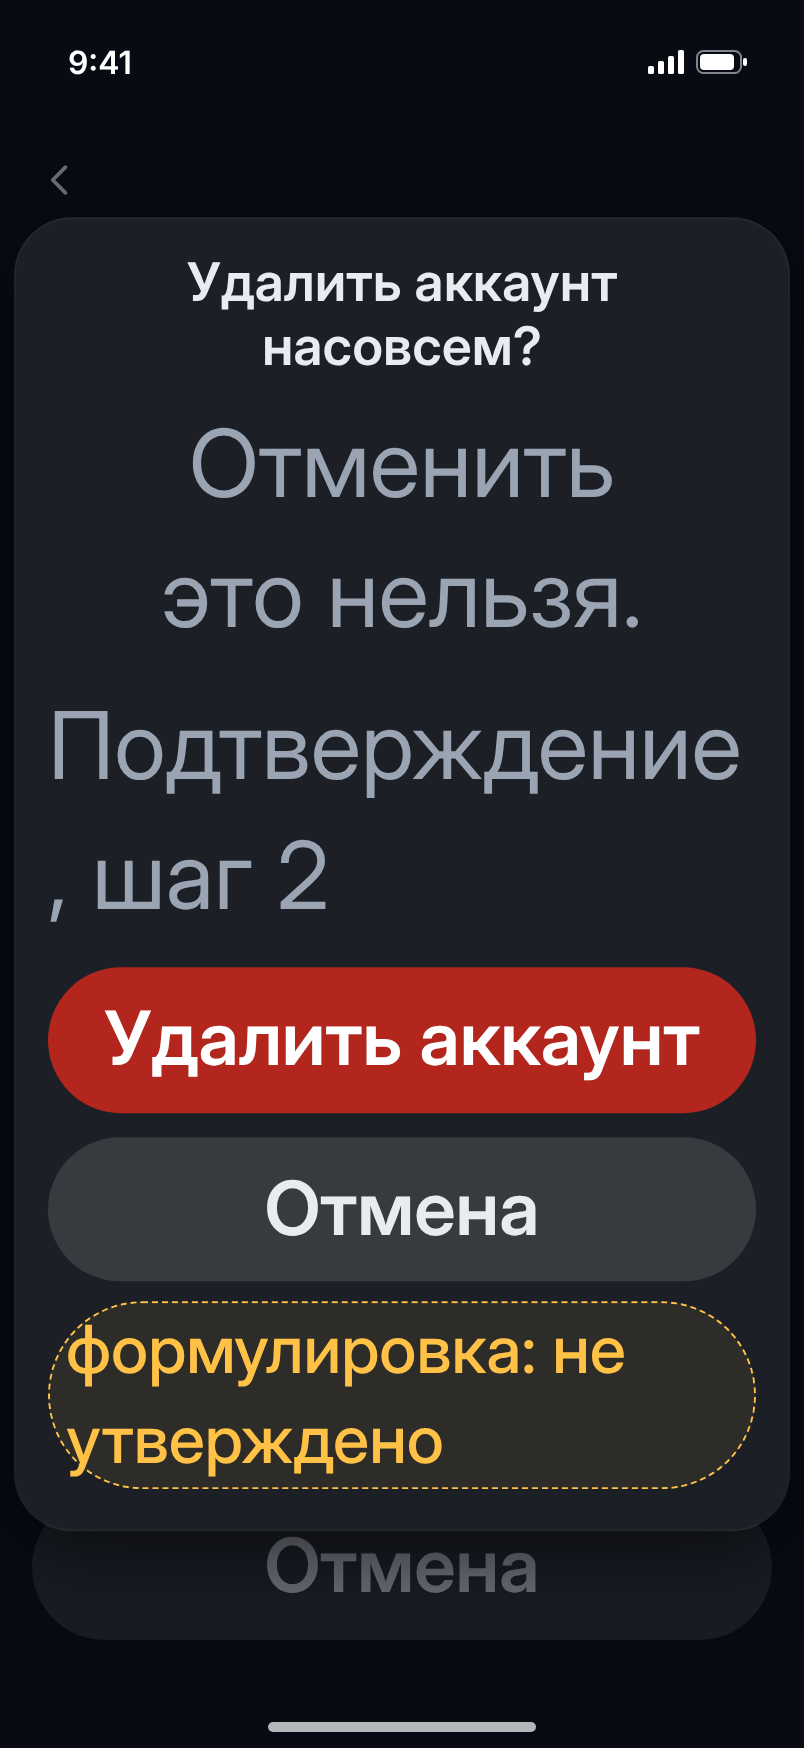 9:41
Удалить аккаунт
насовсем?
Отменить
это нельзя.
Подтверждение
, шаг 2
Удалить аккаунт
Отмена
формулировка: не
утверждено
Отмена